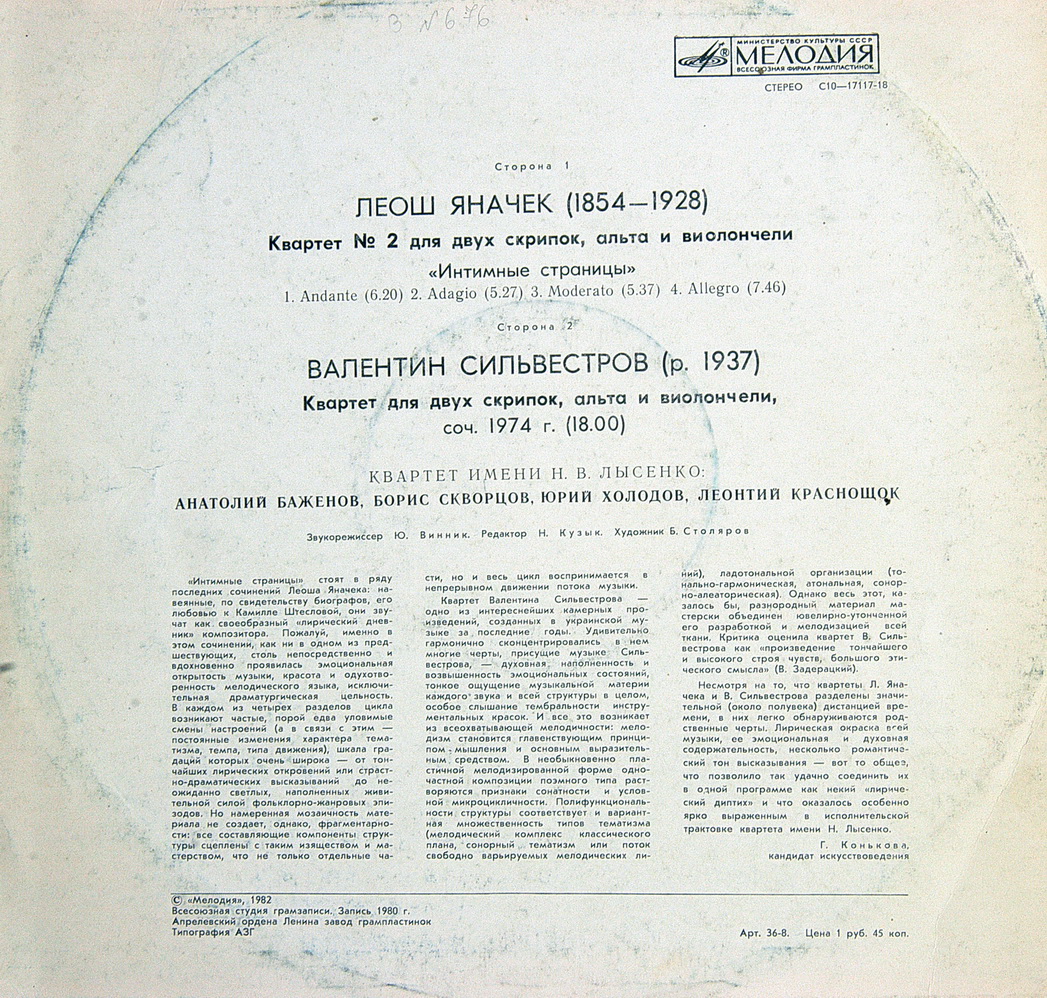 З №676
МИНИСТЕРСТВО КУЛЬТУРЫ СССР
МЕЛОДИЯ
ВСЕСОЮЗНАЯ ФИРМА ГРАМПЛАСТИНОК
СТЕРЕО С10—17117-18
Сторона 1
ЛЕОШ ЯНАЧЕК (1854—1928)
Квартет № 2 для двух скрипок, альта и виолончели
«Интимные страницы»
1. Andante (6.20) 2. Adagio (5.27) 3. Moderato (5.37) 4. Allegro (7.46)
Сторона 2
ВАЛЕНТИН СИЛЬВЕСТРОВ (р. 1937)
Квартет для двух скрипок, альта и виолончели,
соч. 1974 г. (18.00)
КВАРТЕТ ИМЕНИ Н. В. ЛЫСЕНКО:
АНАТОЛИЙ БАЖЕНОВ, БОРИС СКВОРЦОВ, ЮРИЙ ХОЛОДОВ, ЛЕОНТИЙ КРАСНОЩОК
Звукорежиссер Ю. Винник. Редактор Н. Кузык. Художник Б. Столяров
«Интимные страницы» стоят в ряду
последних сочинений Леоша Яначека: на-
веянные, по свидетельству биографов, его
любовью к Камилле Штесловой, они зву-
чат как своеобразный «лирический днев-
ник» композитора. Пожалуй, именно в
этом сочинении, как ни в одном из пред-
шествующих, столь непосредственно и
вдохновенно проявилась эмоциональная
открытость музыки, красота и одухотво-
ренность мелодического языка, исключи-
тельная драматургическая цельность.
В каждом из четырех разделов цикла
возникают частые, порой едва уловимые
смены настроений (а в связи с этим —
постоянные изменения характера тема-
тизма, темпа, типа движения), шкала гра-
даций которых очень широка — от тон-
чайших лирических откровений или страст-
но-драматических высказываний до не-
ожиданно светлых, наполненных живи-
тельной силой фольклорно-жанровых эпи-
зодов. Но намеренная мозаичность мате-
риала не создает, однако, фрагментарно-
сти: все составляющие компоненты струк-
туры сцеплены с таким изяществом и ма-
стерством, что не только отдельные ча-
сти, но и весь цикл воспринимается в
непрерывном движении потока музыки.
Квартет Валентина Сильвестрова —
одно из интереснейших камерных про-
изведений, созданных в украинской му-
зыке за последние годы. Удивительно
гармонично сконцентрировались в нем
многие черты, присущие музыке Силь-
вестрова, — духовная наполненность и
возвышенность эмоциональных состояний,
тонкое ощущение музыкальной материи
каждого звука и всей структуры в целом,
особое слышание тембральности инстру-
ментальных красок. И все это возникает
из всеохватывающей мелодичности: мело-
дизм становится главенствующим принци-
пом мышления и основным выразитель-
ным средством. В необыкновенно пла-
стичной мелодизированной форме одно-
частной композиции поэмного типа раст-
воряются признаки сонатности и услов-
ной микроцикличности. Полифункциональ-
ности структуры соответствует и вариант-
ная множественность типов тематизма
(мелодический комплекс классического
плана, сонорный тематизм или поток
свободно варьируемых мелодических ли-
ний), ладотональной организации (то-
нально-гармоническая, атональная, сонор-
но-алеаторическая). Однако весь этот, ка-
залось бы, разнородный материал ма-
стерски объединен ювелирно-утонченной
его разработкой и мелодизацией всей
ткани. Критика оценила квартет В. Силь-
вестрова как «произведение тончайшего
и высокого строя чувств, большого эти-
ческого смысла» (В. Задерацкий).
Несмотря на то, что квартеты Л. Яна-
чека и В. Сильвестрова разделены значи-
тельной (около полувека) дистанцией вре-
мени, в них легко обнаруживаются род-
ственные черты. Лирическая окраска всей
музыки, ее эмоциональная и духовная
содержательность, несколько романтиче-
ский тон высказывания — вот то общее,
что позволило так удачно соединить их
в одной программе как некий «лириче-
ский диптих» и что оказалось особенно
ярко выраженным в исполнительской
трактовке квартета имени Н. Лысенко.
Г. Конькова,
кандидат искусствоведения
© «Мелодия», 1982
Всесоюзная студия грамзаписи. Запись 1980 г.
Апрелевский ордена Ленина завод грампластинок
Типография АЗГ
Арт. 36-8. Цена 1 руб. 45 коп.